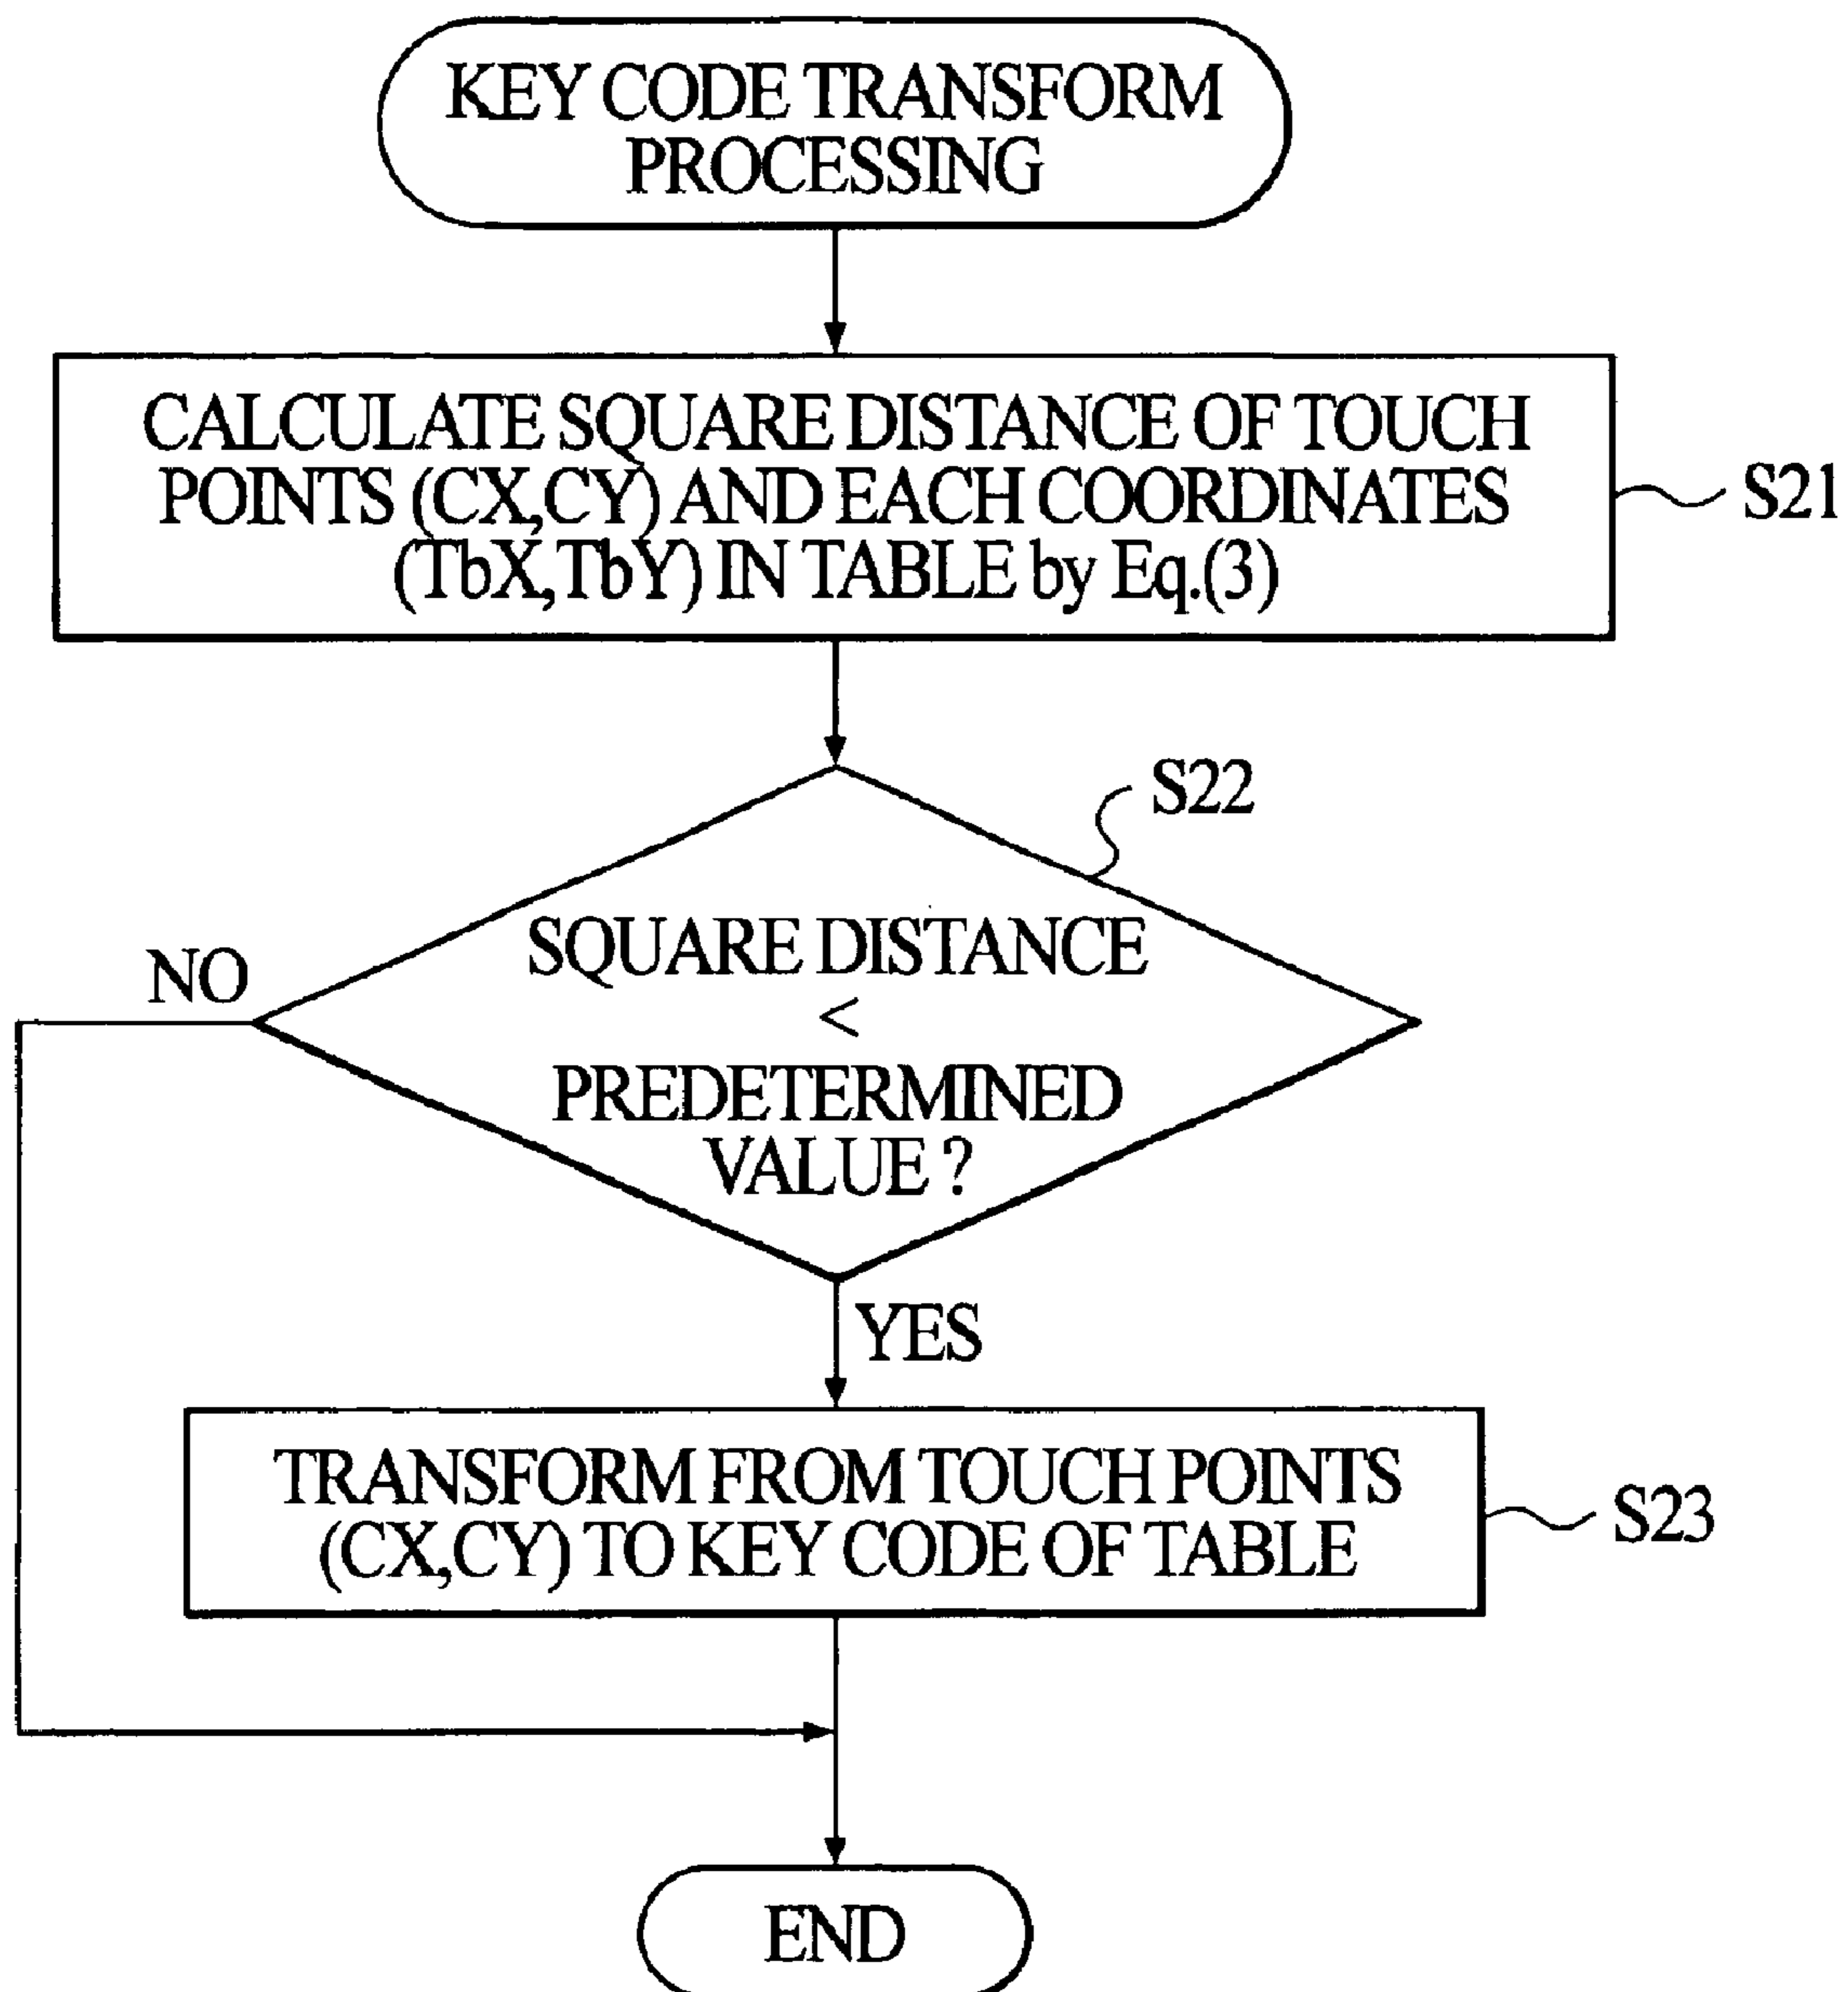 KEY CODE TRANSFORM
PROCESSING
CALCULATE SQUARE DISTANCE OF TOUCH
POINTS (CX,CY) AND EACH COORDINATES
(TbX,TbY) IN TABLE by Eq.(3)
S21
S22
SQUARE DISTANCE
<
PREDETERMINED
VALUE ?
NO
YES
TRANSFORM FROM TOUCH POINTS
(CX,CY) TO KEY CODE OF TABLE
S23
END